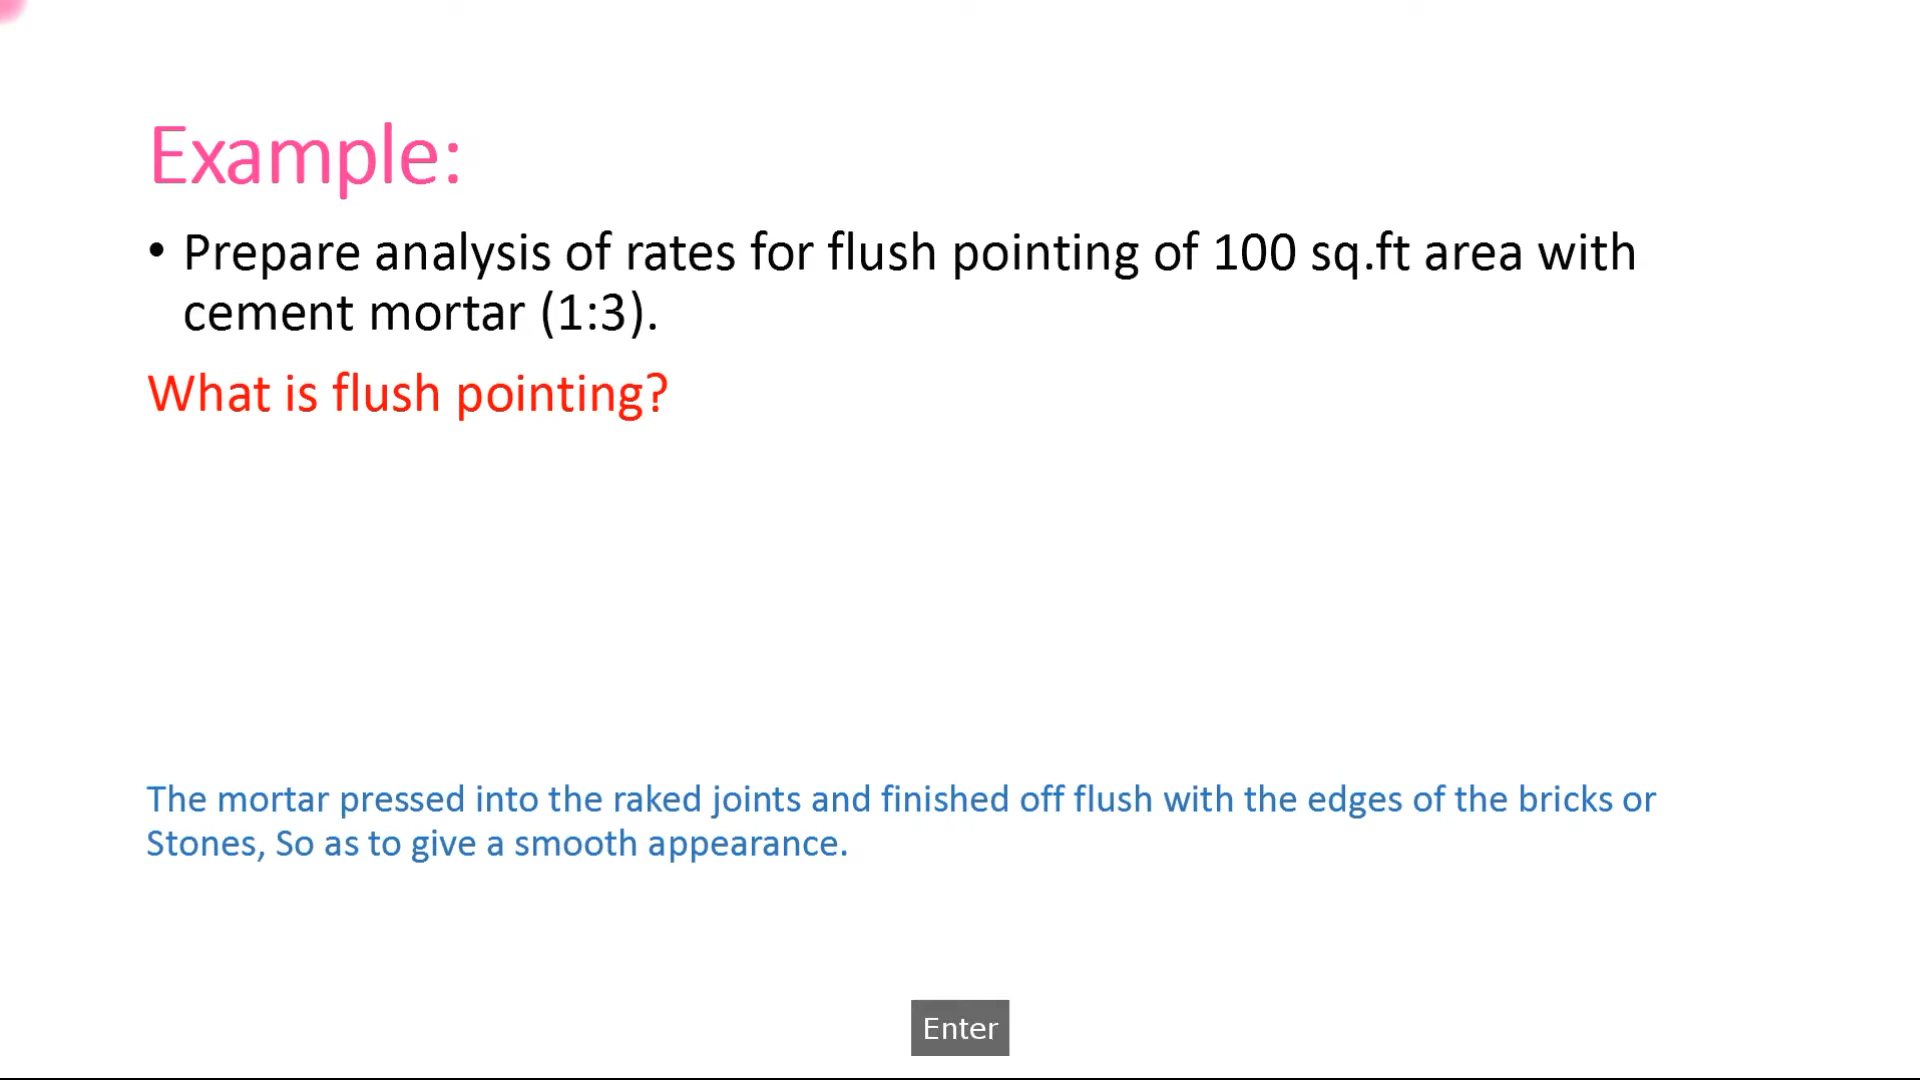 Example:
• Prepare analysis of rates for flush pointing of 100 sq.ft area with
cement mortar (1:3).
What is flush pointing?
The mortar pressed into the raked joints and finished off flush with the edges of the bricks or
Stones, So as to give a smooth appearance.
Enter